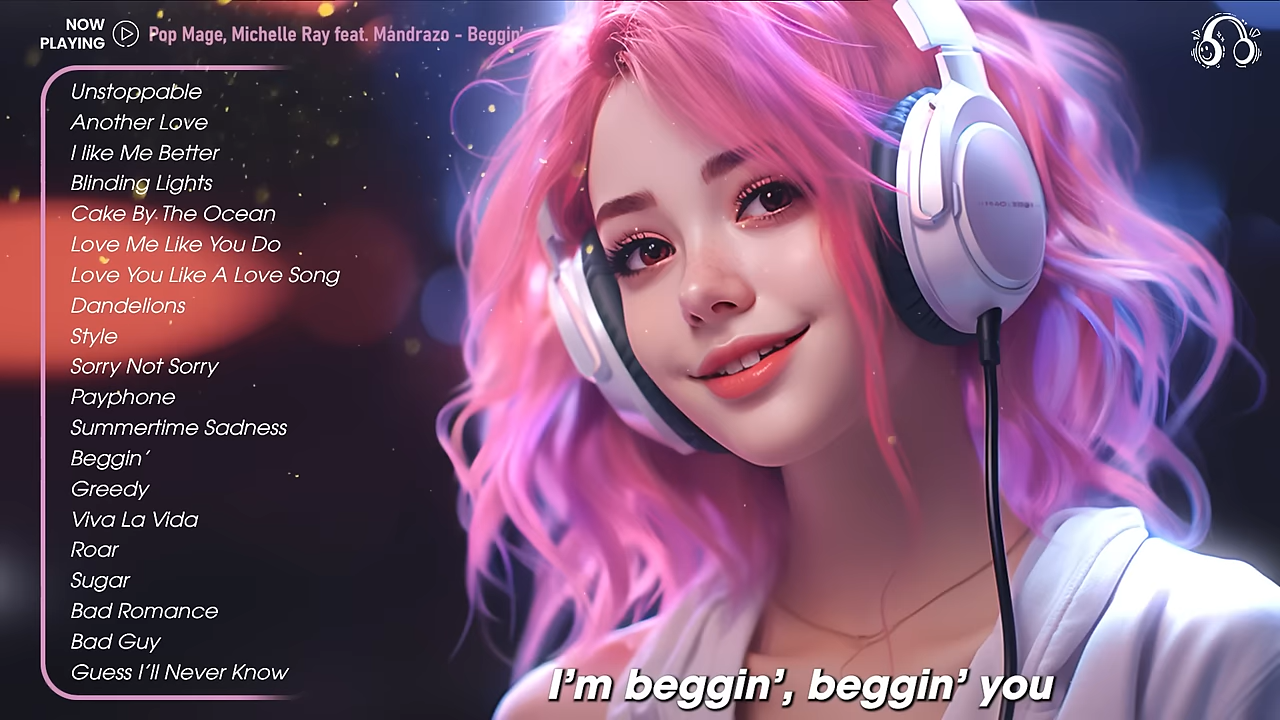 NOW
PLAYING
Pop Mage, Michelle Ray feat. Mandrazo - Beggin'
Unstoppable
Another Love
I like Me Better
Blinding Lights
Cake By The Ocean
Love Me Like You Do
Love You Like A Love Song
Dandelions
Style
Sorry Not Sorry
Payphone
Summertime Sadness
Beggin'
Greedy
Viva La Vida
Roar
Sugar
Bad Romance
Bad Guy
Guess I'll Never Know
I'm beggin', beggin' you